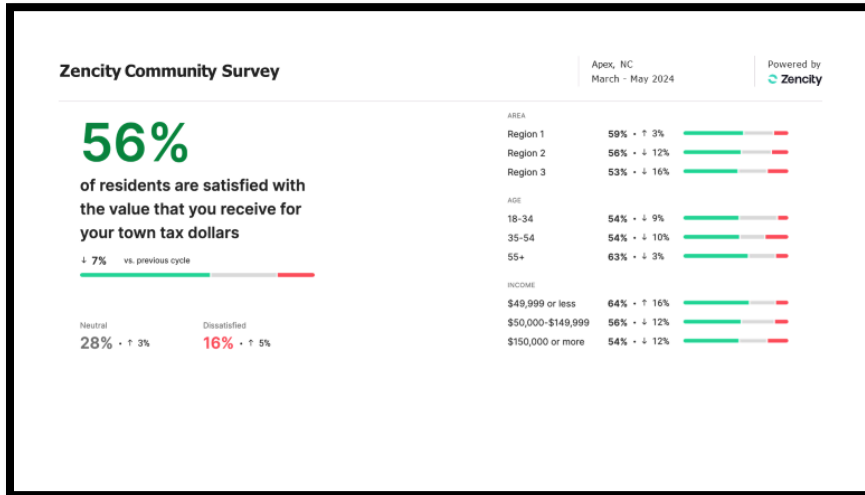 Zencity Community Survey
Apex, NC
March - May 2024
Powered by
Zencity
56%
of residents are satisfied with
the value that you receive for
your town tax dollars
↓ 7% vs. previous cycle
Neutral
28% • ↑ 3%
Dissatisfied
16% • ↑ 5%
AREA
Region 1 59% • ↑ 3%
Region 2 56% • ↓ 12%
Region 3 53% • ↓ 16%
AGE
18-34 54% • ↓ 9%
35-54 54% • ↓ 10%
55+ 63% • ↓ 3%
INCOME
$49,999 or less 64% • ↑ 16%
$50,000-$149,999 56% • ↓ 12%
$150,000 or more 54% • ↓ 12%